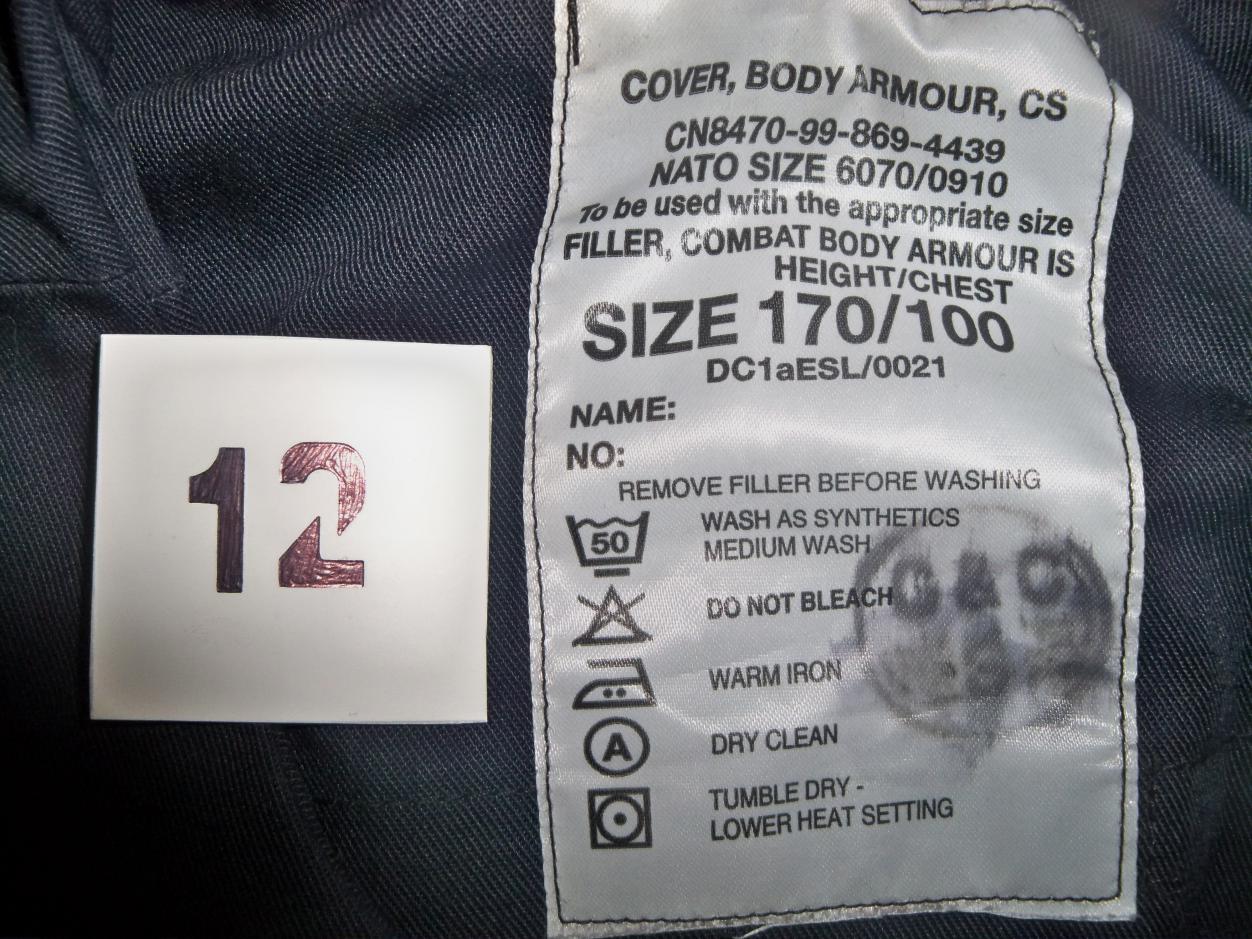 COVER, BODY ARMOUR, CS
CN8470-99-869-4439
NATO SIZE 6070/0910
To be used with the appropriate size
FILLER, COMBAT BODY ARMOUR IS
HEIGHT/CHEST
SIZE 170/100
DC1aESL/0021
NAME:
NO:
REMOVE FILLER BEFORE WASHING
50
WASH AS SYNTHETICS
MEDIUM WASH
DO NOT BLEACH
WARM IRON
A
DRY CLEAN
TUMBLE DRY -
LOWER HEAT SETTING
12